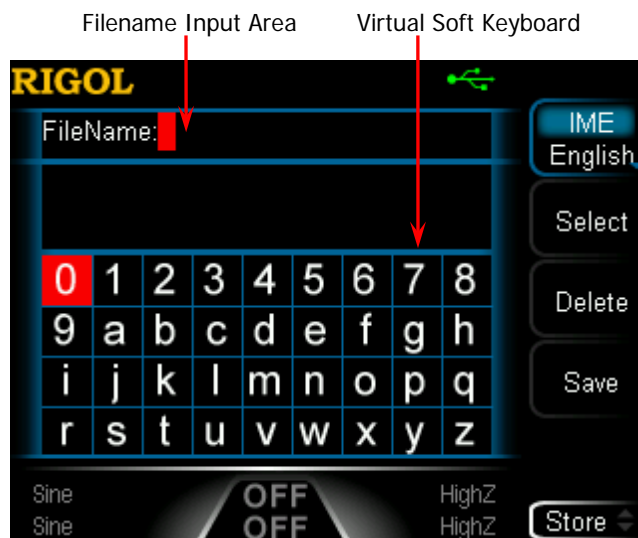 Filename Input Area Virtual Soft Keyboard
RIGOL
FileName:
IME
English
Select
Delete
Save
0 1 2 3 4 5 6 7 8
9 a b c d e f g h
i j k l m n o p q
r s t u v w x y z
Sine OFF HighZ
Sine OFF HighZ
Store